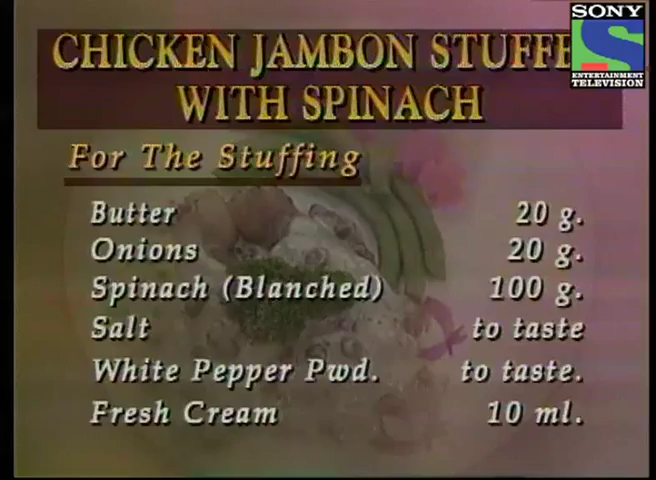 CHICKEN JAMBON STUFFE
WITH SPINACH
SONY
ENTERTAINMENT
TELEVISION
For The Stuffing
Butter 20 g.
Onions 20 g.
Spinach (Blanched) 100 g.
Salt to taste
White Pepper Pwd. to taste.
Fresh Cream 10 ml.